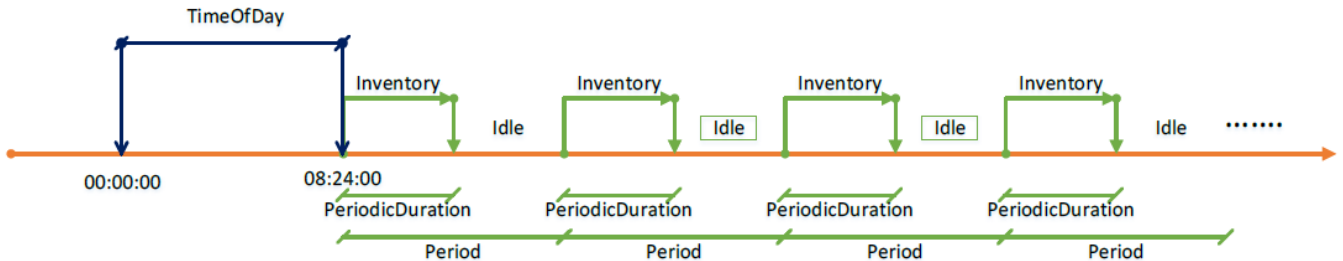 TimeOfDay
Inventory Inventory Inventory Inventory
Idle Idle Idle Idle .......
00:00:00 08:24:00
PeriodicDuration PeriodicDuration PeriodicDuration PeriodicDuration
Period Period Period Period